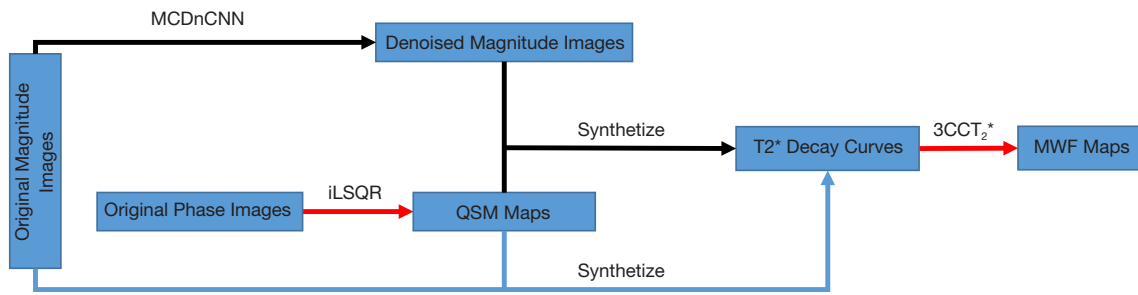 MCDnCNN
Denoised Magnitude Images
Original Magnitude
Images
Synthetize
T2* Decay Curves
3CCT₂*
MWF Maps
Original Phase Images
iLSQR
QSM Maps
Synthetize